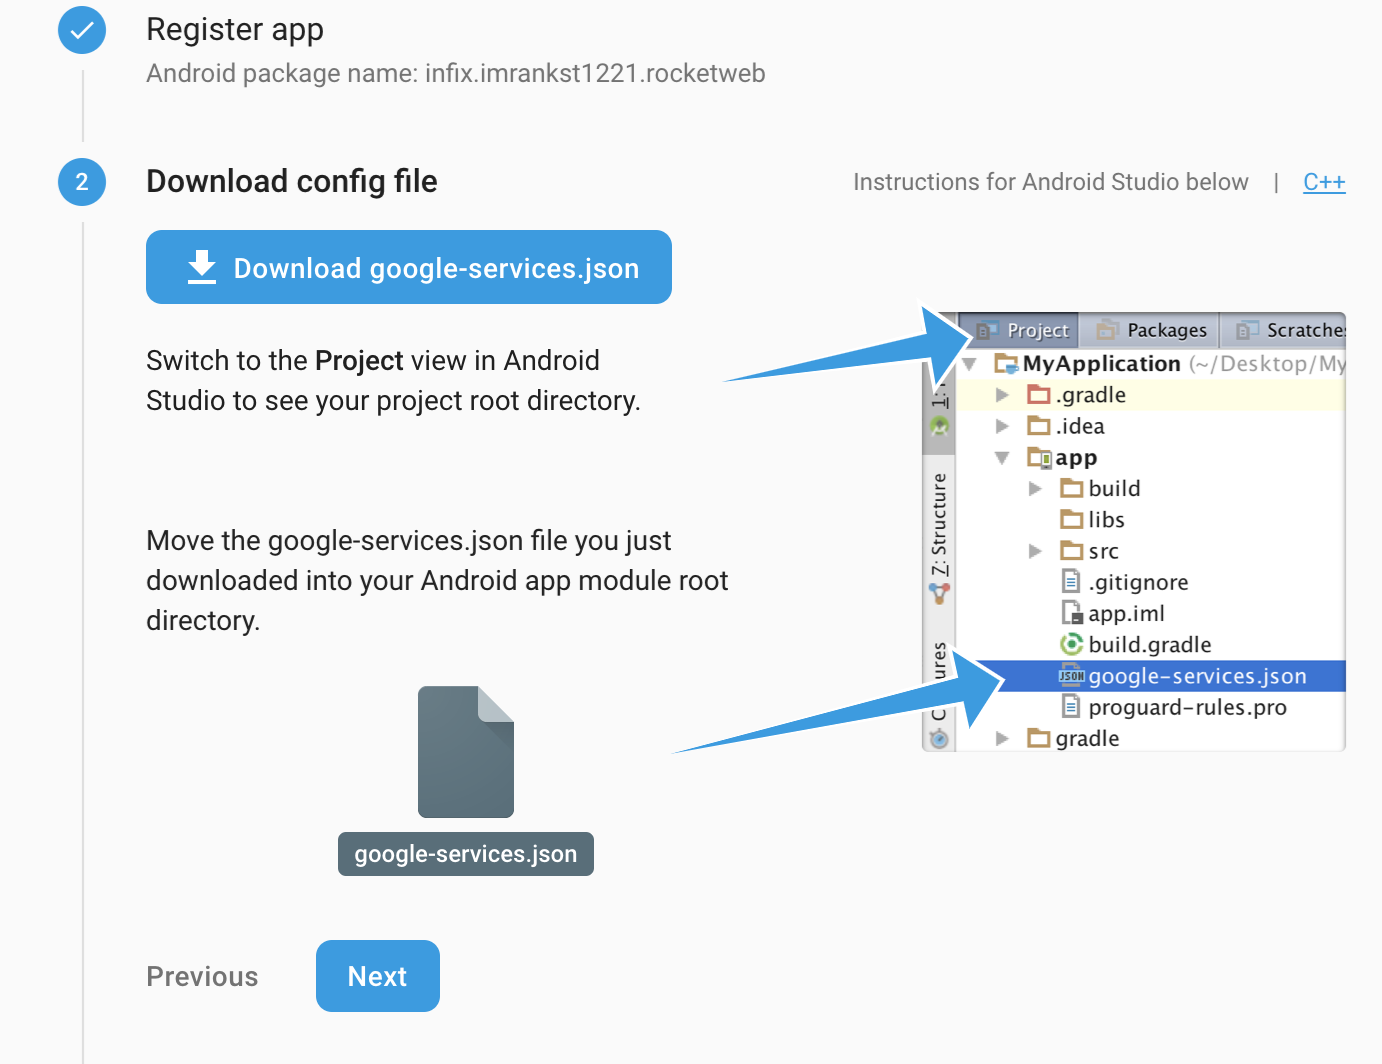 Register app
Android package name: infix.imrankst1221.rocketweb
2
Download config file
Instructions for Android Studio below | C++
Download google-services.json
Switch to the Project view in Android
Studio to see your project root directory.
Move the google-services.json file you just
downloaded into your Android app module root
directory.
google-services.json
Previous
Next
Project
Packages
Scratches
MyApplication (~/Desktop/My
.gradle
.idea
app
build
libs
src
.gitignore
app.iml
build.gradle
JSON google-services.json
proguard-rules.pro
gradle
1:
Z: Structure
C
ures